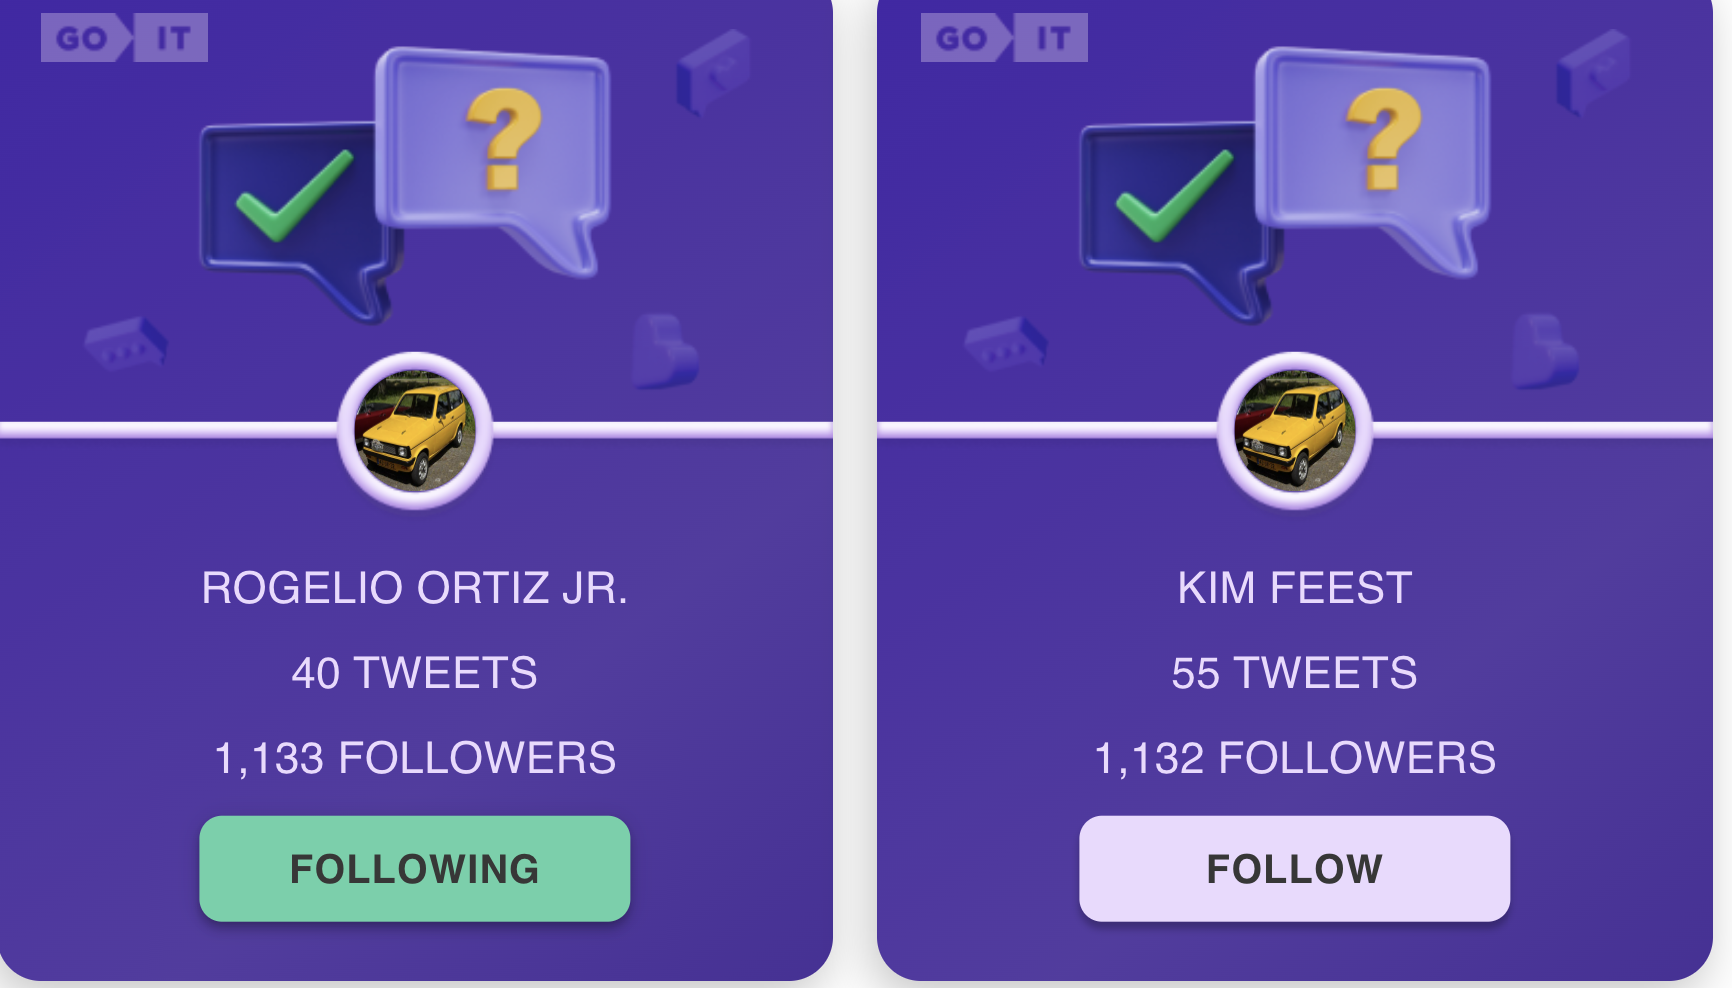 GO IT
ROGELIO ORTIZ JR.
40 TWEETS
1,133 FOLLOWERS
FOLLOWING
GO IT
KIM FEEST
55 TWEETS
1,132 FOLLOWERS
FOLLOW